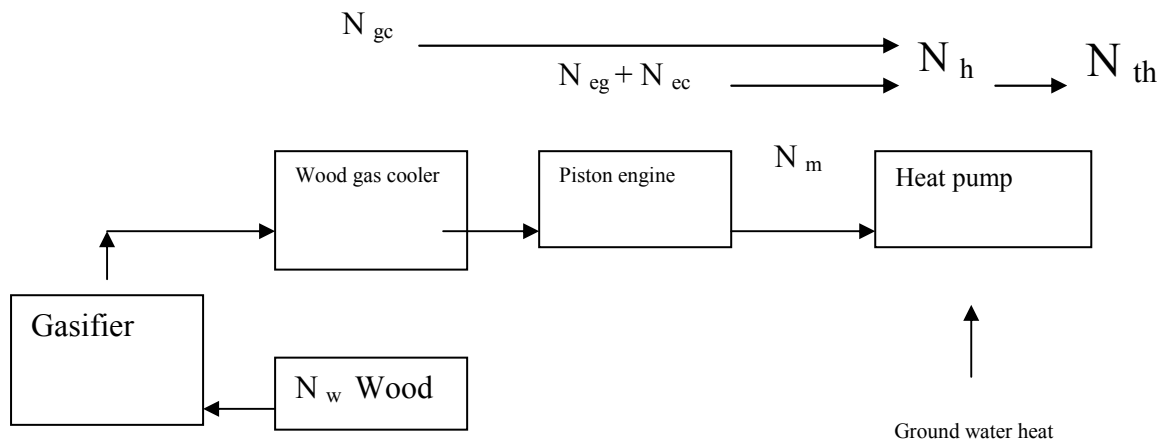 N gc
N eg + N ec
N h
N th
Wood gas cooler
Piston engine
N m
Heat pump
Gasifier
N w Wood
Ground water heat